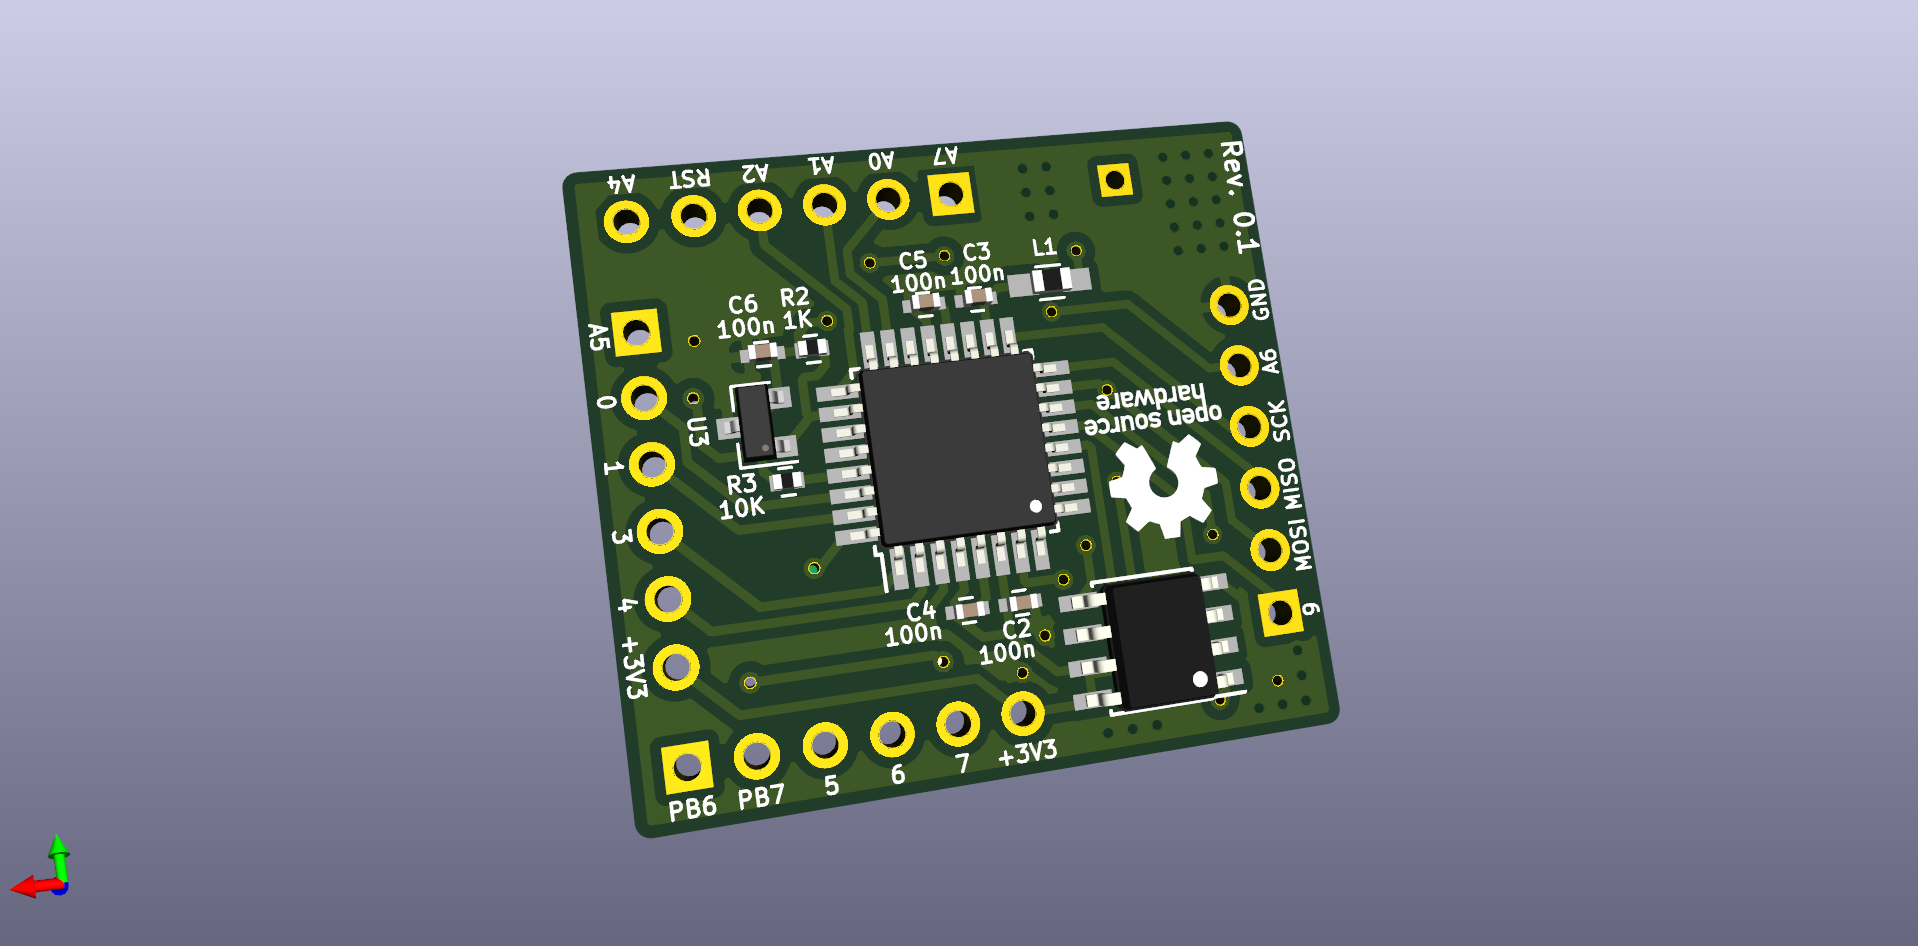 A4
RST
A2
A1
A0
A7
Rev. 0.1
A5
0
1
3
4
+3V3
C6
100n
R2
1K
C5
100n
C3
100n
L1
U3
R3
10K
C4
100n
C2
100n
open source
hardware
GND
A6
SCK
MISO
MOSI
9
PB6
PB7
5
6
7
+3V3